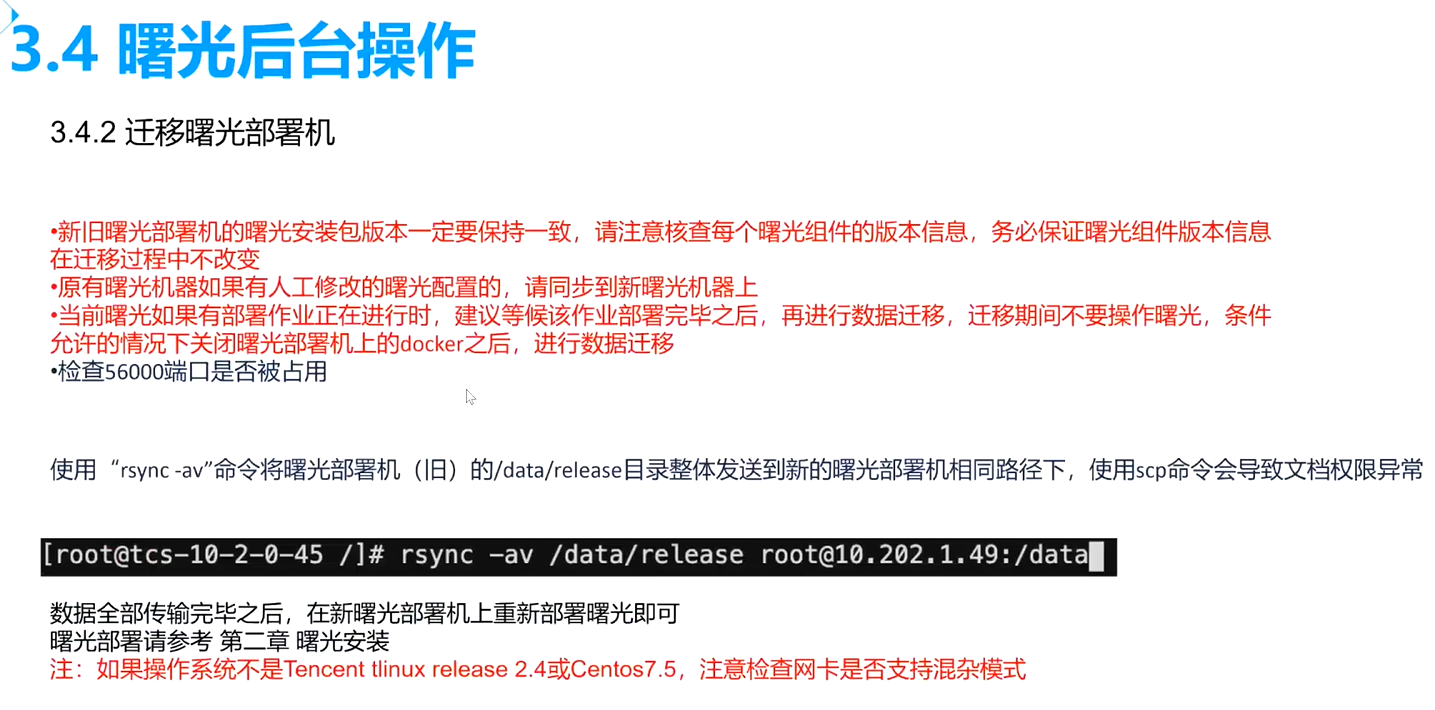 3.4 曙光后台操作
3.4.2 迁移曙光部署机
•新旧曙光部署机的曙光安装包版本一定要保持一致，请注意核查每个曙光组件的版本信息，务必保证曙光组件版本信息
在迁移过程中不改变
•原有曙光机器如果有人工修改的曙光配置的，请同步到新曙光机器上
•当前曙光如果有部署作业正在进行时，建议等候该作业部署完毕之后，再进行数据迁移，迁移期间不要操作曙光，条件
允许的情况下关闭曙光部署机上的docker之后，进行数据迁移
•检查56000端口是否被占用
使用“rsync -av”命令将曙光部署机（旧）的/data/release目录整体发送到新的曙光部署机相同路径下，使用scp命令会导致文档权限异常
[root@tcs-10-2-0-45 /]# rsync -av /data/release root@10.202.1.49:/data
数据全部传输完毕之后，在新曙光部署机上重新部署曙光即可
曙光部署请参考 第二章 曙光安装
注：如果操作系统不是Tencent tlinux release 2.4或Centos7.5，注意检查网卡是否支持混杂模式